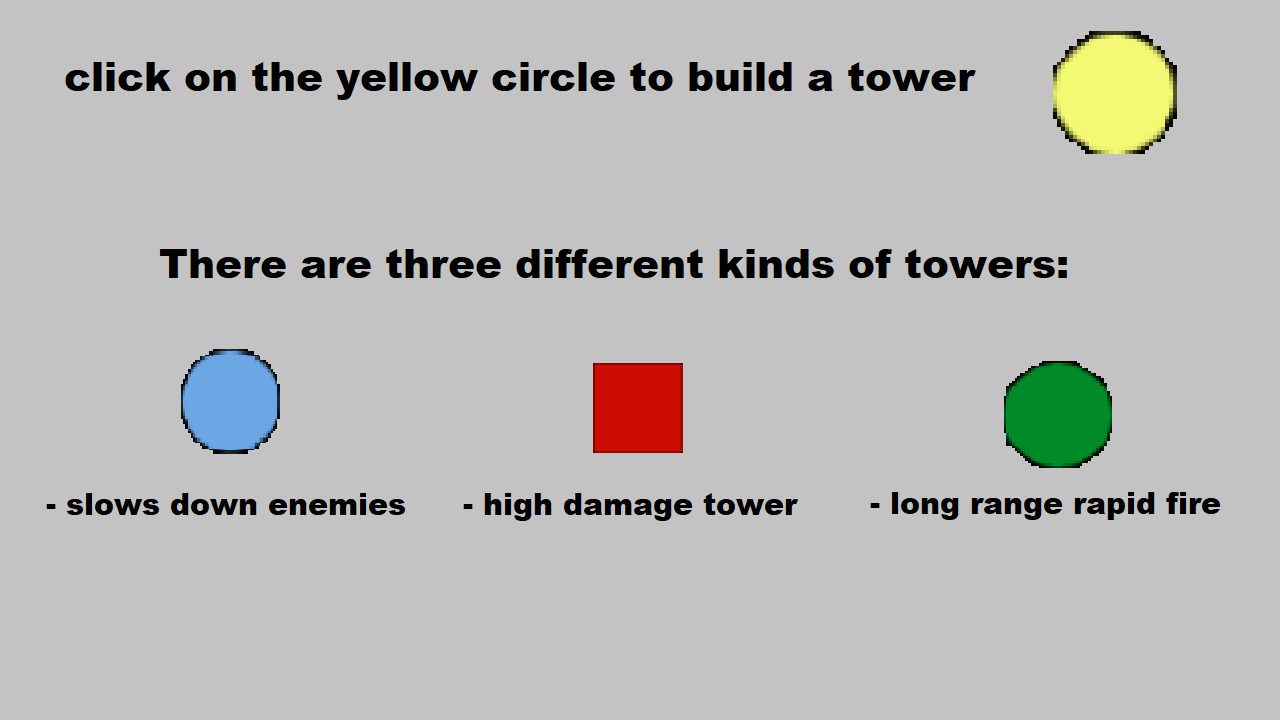 click on the yellow circle to build a tower
There are three different kinds of towers:
- slows down enemies
- high damage tower
- long range rapid fire